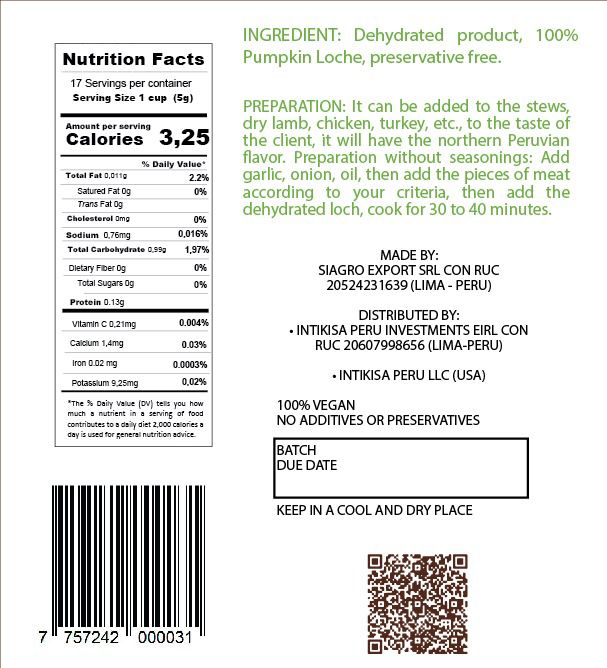 Nutrition Facts
17 Servings per container
Serving Size 1 cup (5g)
Amount per serving
Calories 3,25
% Daily Value*
Total Fat 0,011g 2.2%
Satured Fat 0g 0%
Trans Fat 0g
Cholesterol 0mg 0%
Sodium 0,76mg 0,016%
Total Carbohydrate 0,99g 1,97%
Dietary Fiber 0g 0%
Total Sugars 0g 0%
Protein 0.13g
Vitamin C 0,21mg 0.004%
Calcium 1,4mg 0.03%
Iron 0.02 mg 0.0003%
Potassium 9,25mg 0,02%
*The % Daily Value (DV) tells you how
much a nutrient in a serving of food
contributes to a daily diet 2,000 calories a
day is used for general nutrition advice.
7 757242 000031
INGREDIENT: Dehydrated product, 100%
Pumpkin Loche, preservative free.
PREPARATION: It can be added to the stews,
dry lamb, chicken, turkey, etc., to the taste of
the client, it will have the northern Peruvian
flavor. Preparation without seasonings: Add
garlic, onion, oil, then add the pieces of meat
according to your criteria, then add the
dehydrated loch, cook for 30 to 40 minutes.
MADE BY:
SIAGRO EXPORT SRL CON RUC
20524231639 (LIMA - PERU)
DISTRIBUTED BY:
• INTIKISA PERU INVESTMENTS EIRL CON
RUC 20607998656 (LIMA-PERU)
• INTIKISA PERU LLC (USA)
100% VEGAN
NO ADDITIVES OR PRESERVATIVES
BATCH
DUE DATE
KEEP IN A COOL AND DRY PLACE